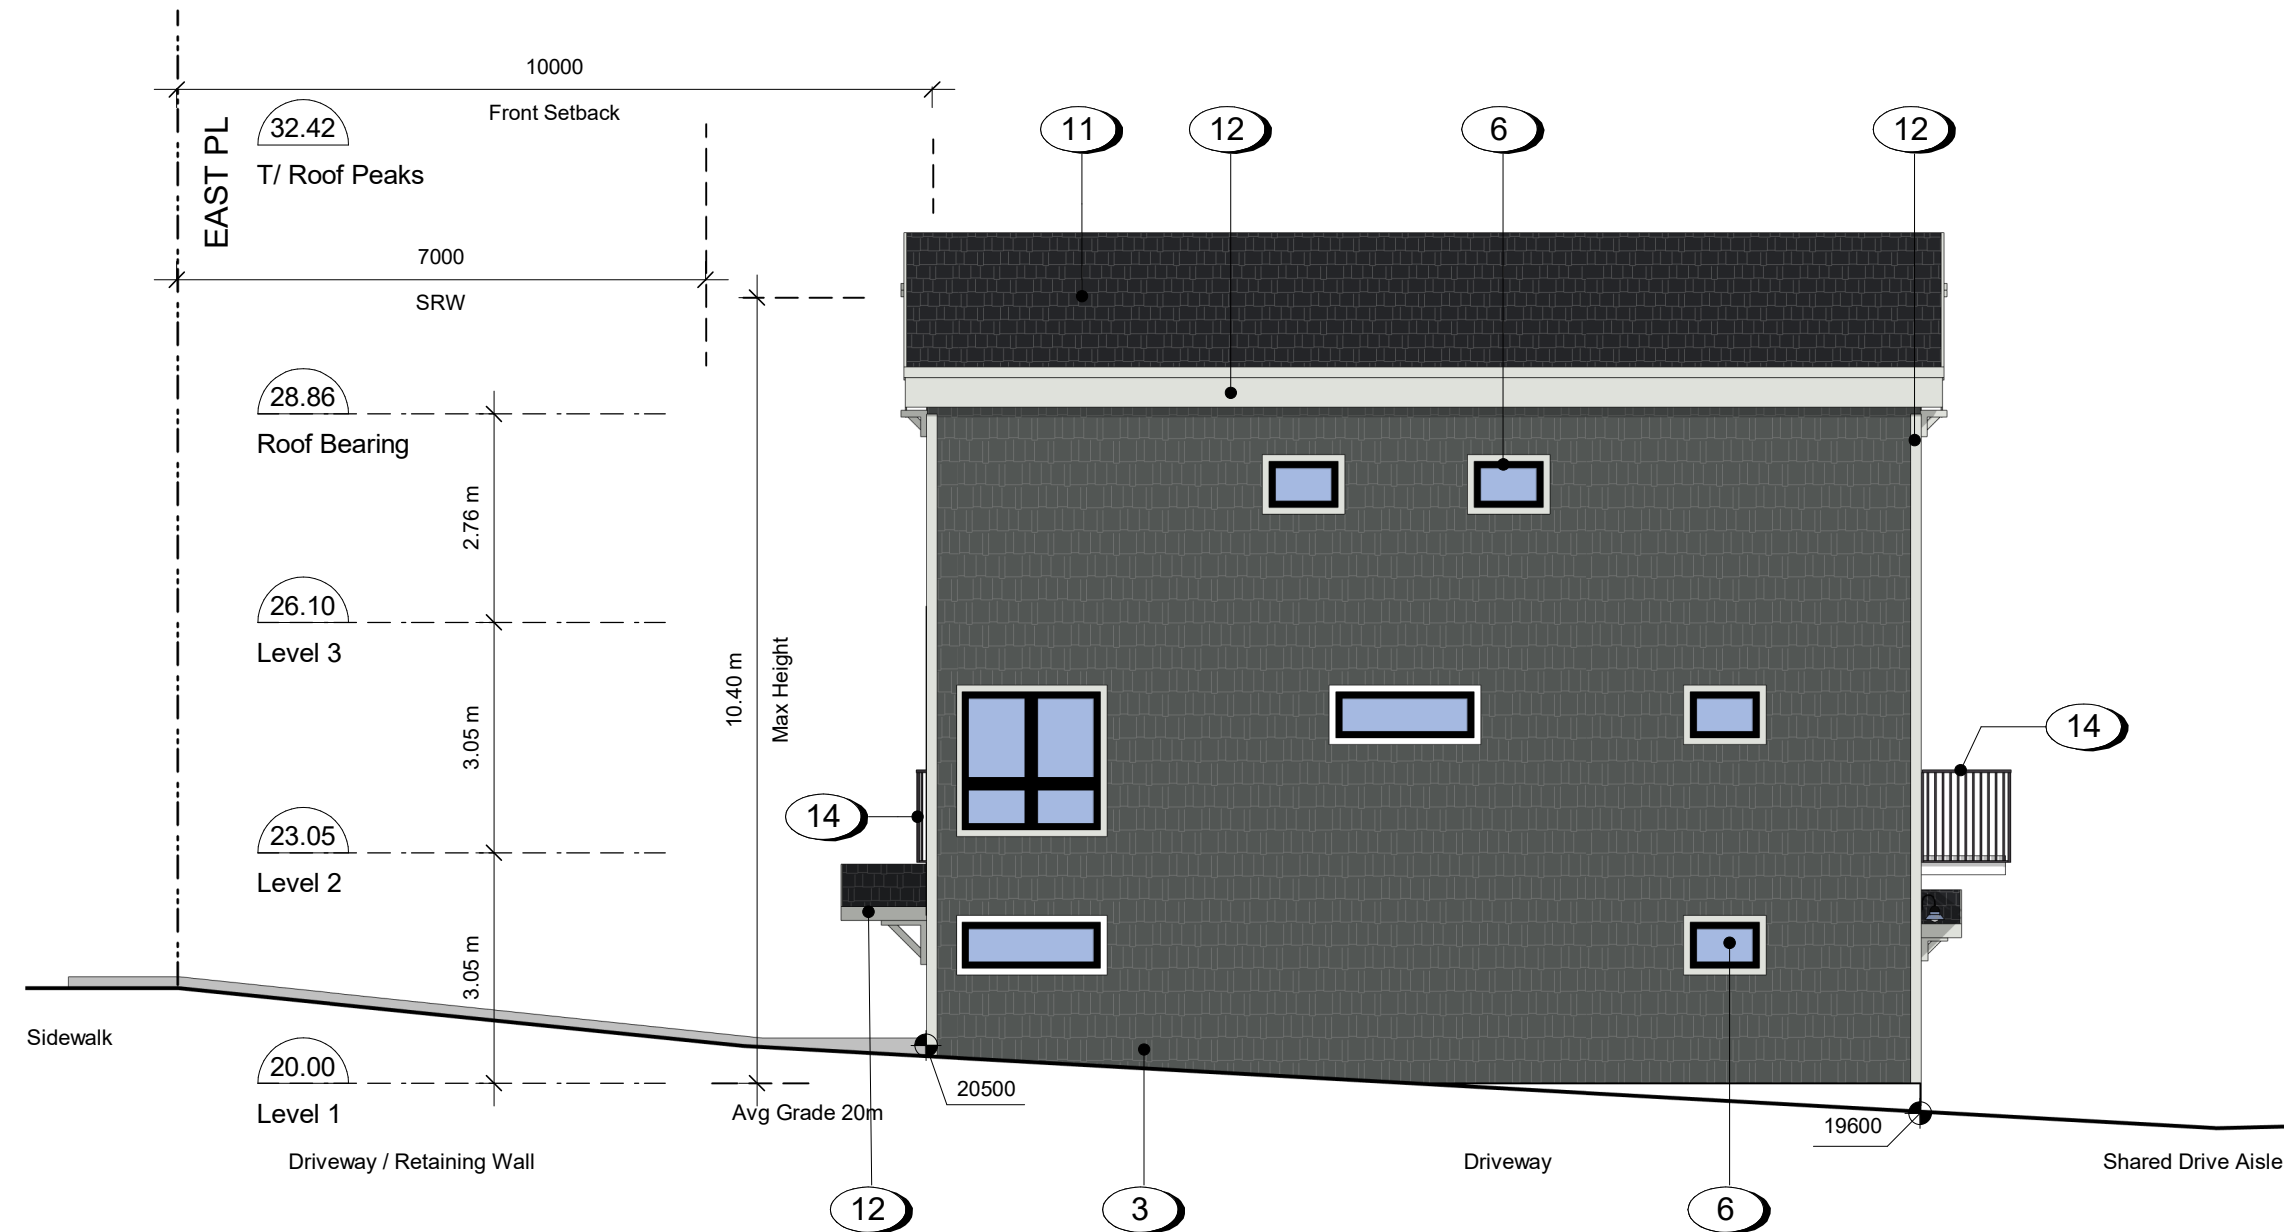 10000
Front Setback
EAST PL
32.42
T/ Roof Peaks
11
12
6
12
7000
SRW
28.86
Roof Bearing
2.76 m
26.10
Level 3
10.40 m
Max Height
3.05 m
14
14
23.05
Level 2
3.05 m
Sidewalk
20.00
Level 1
Avg Grade 20m
20500
19600
Driveway / Retaining Wall
Driveway
Shared Drive Aisle
12
3
6